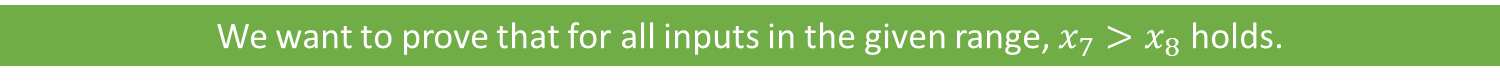 We want to prove that for all inputs in the given range, x₇ > x₈ holds.